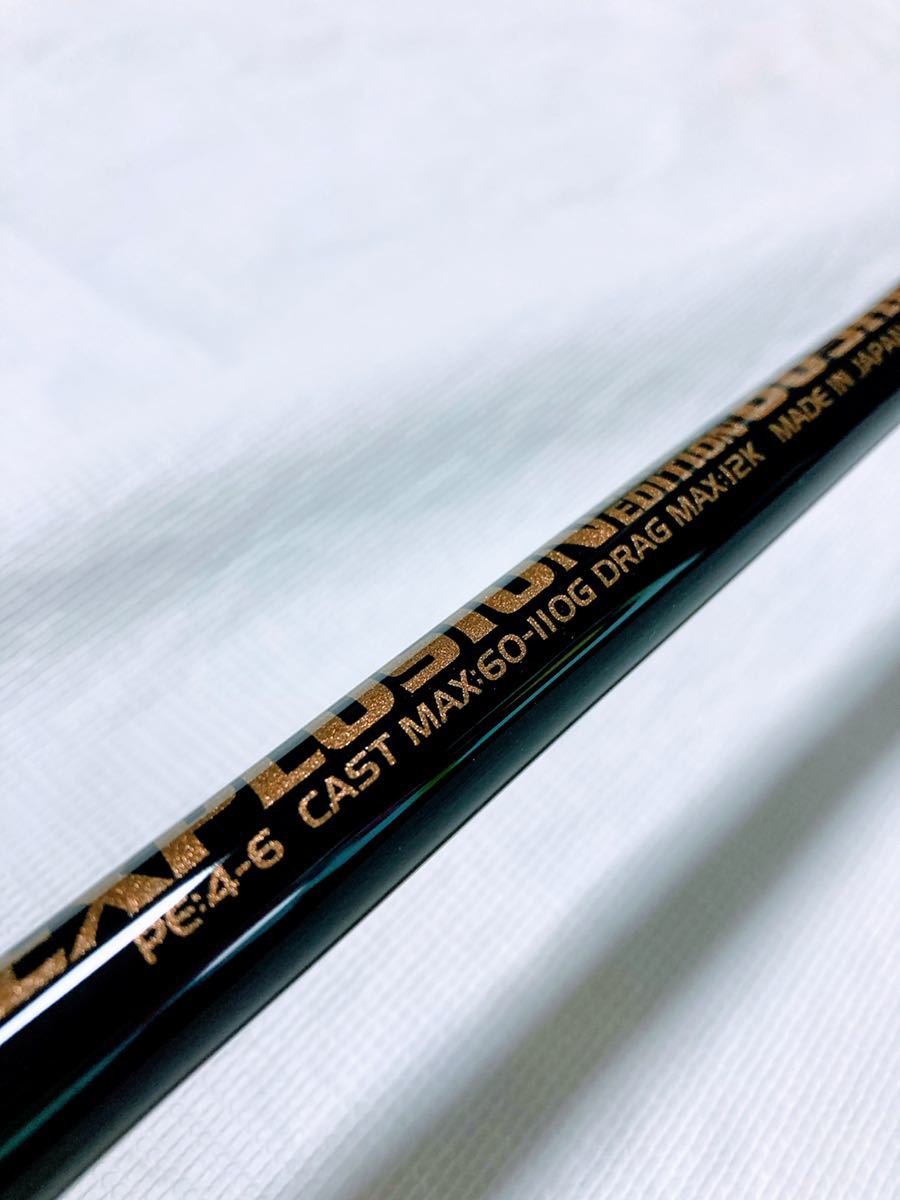 EXPLOSION EDITION
PE:4-6 CAST MAX:60-110G DRAG MAX:12K MADE IN JAPAN